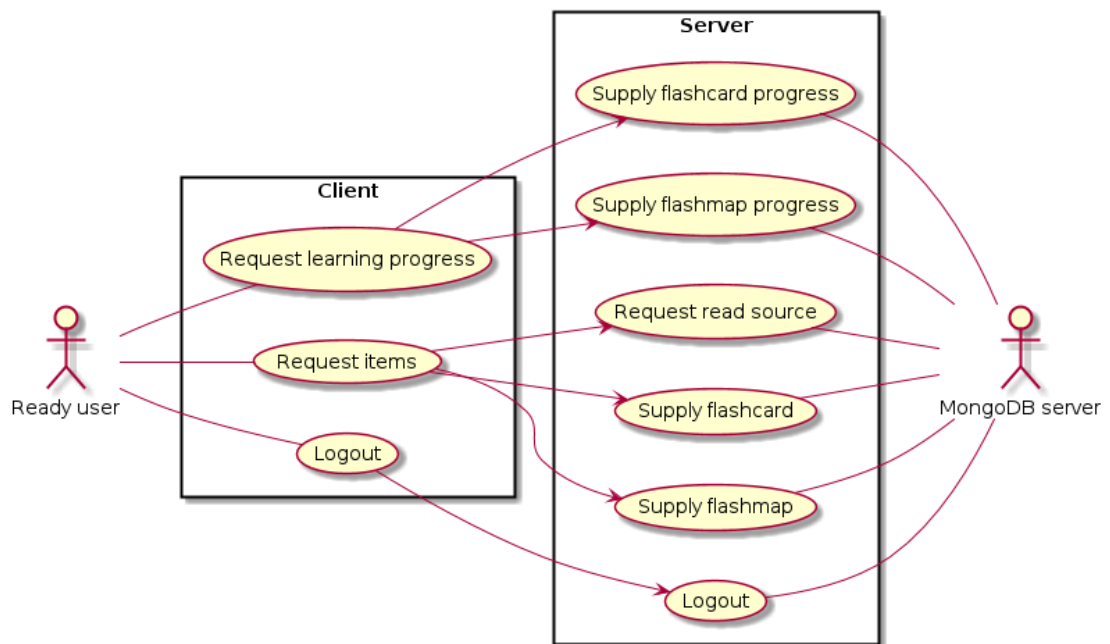 Server
Supply flashcard progress
Client
Supply flashmap progress
Request learning progress
Request read source
Request items
Ready user
MongoDB server
Supply flashcard
Logout
Supply flashmap
Logout